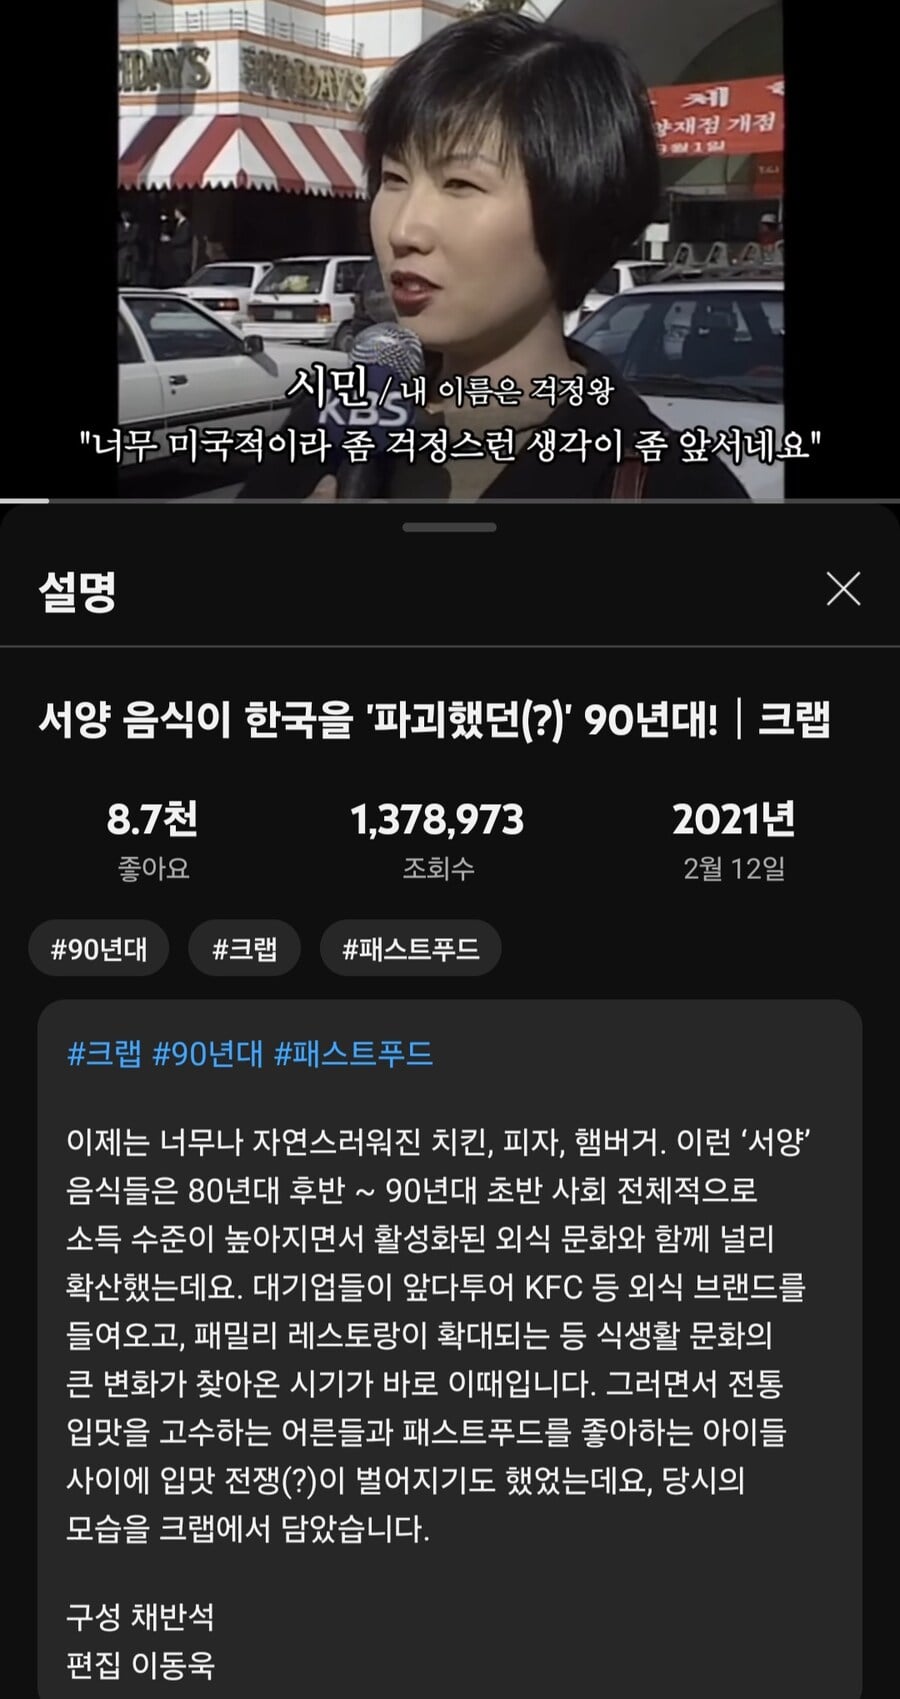 IDAY'S
FRIDAY'S
체
양재점 개점
9월 1일
KBS
시민 / 내 이름은 걱정왕
"너무 미국적이라 좀 걱정스런 생각이 좀 앞서네요"
설명
서양 음식이 한국을 '파괴했던(?)' 90년대!｜크랩
8.7천
좋아요
1,378,973
조회수
2021년
2월 12일
#90년대
#크랩
#패스트푸드
#크랩 #90년대 #패스트푸드
이제는 너무나 자연스러워진 치킨, 피자, 햄버거. 이런 ‘서양’
음식들은 80년대 후반 ~ 90년대 초반 사회 전체적으로
소득 수준이 높아지면서 활성화된 외식 문화와 함께 널리
확산했는데요. 대기업들이 앞다투어 KFC 등 외식 브랜드를
들여오고, 패밀리 레스토랑이 확대되는 등 식생활 문화의
큰 변화가 찾아온 시기가 바로 이때입니다. 그러면서 전통
입맛을 고수하는 어른들과 패스트푸드를 좋아하는 아이들
사이에 입맛 전쟁(?)이 벌어지기도 했었는데요, 당시의
모습을 크랩에서 담았습니다.
구성 채반석
편집 이동욱